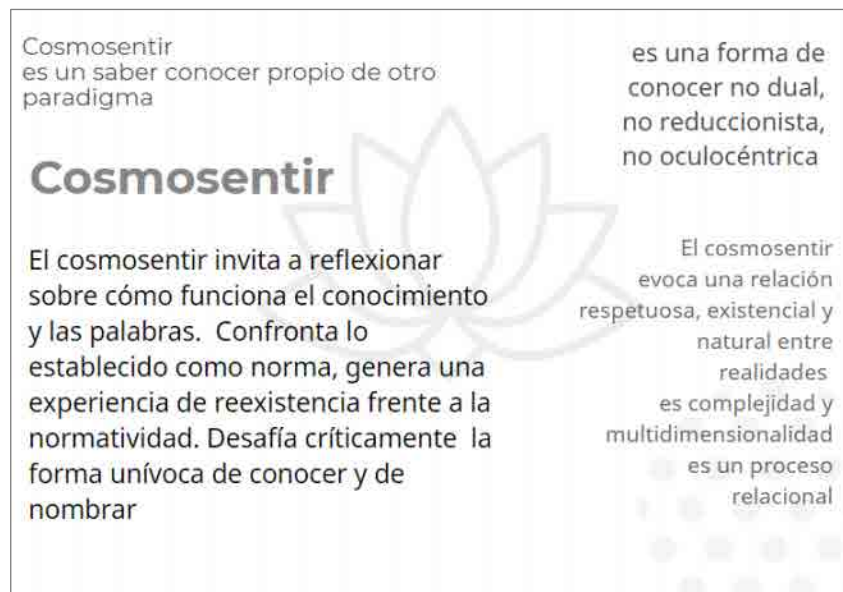 Cosmosentir
es un saber conocer propio de otro
paradigma
es una forma de
conocer no dual,
no reduccionista,
no oculocéntrica
Cosmosentir
El cosmosentir invita a reflexionar
sobre cómo funciona el conocimiento
y las palabras.  Confronta lo
establecido como norma, genera una
experiencia de reexistencia frente a la
normatividad. Desafía críticamente  la
forma unívoca de conocer y de
nombrar
El cosmosentir
evoca una relación
respetuosa, existencial y
natural entre
realidades
es complejidad y
multidimensionalidad
es un proceso
relacional